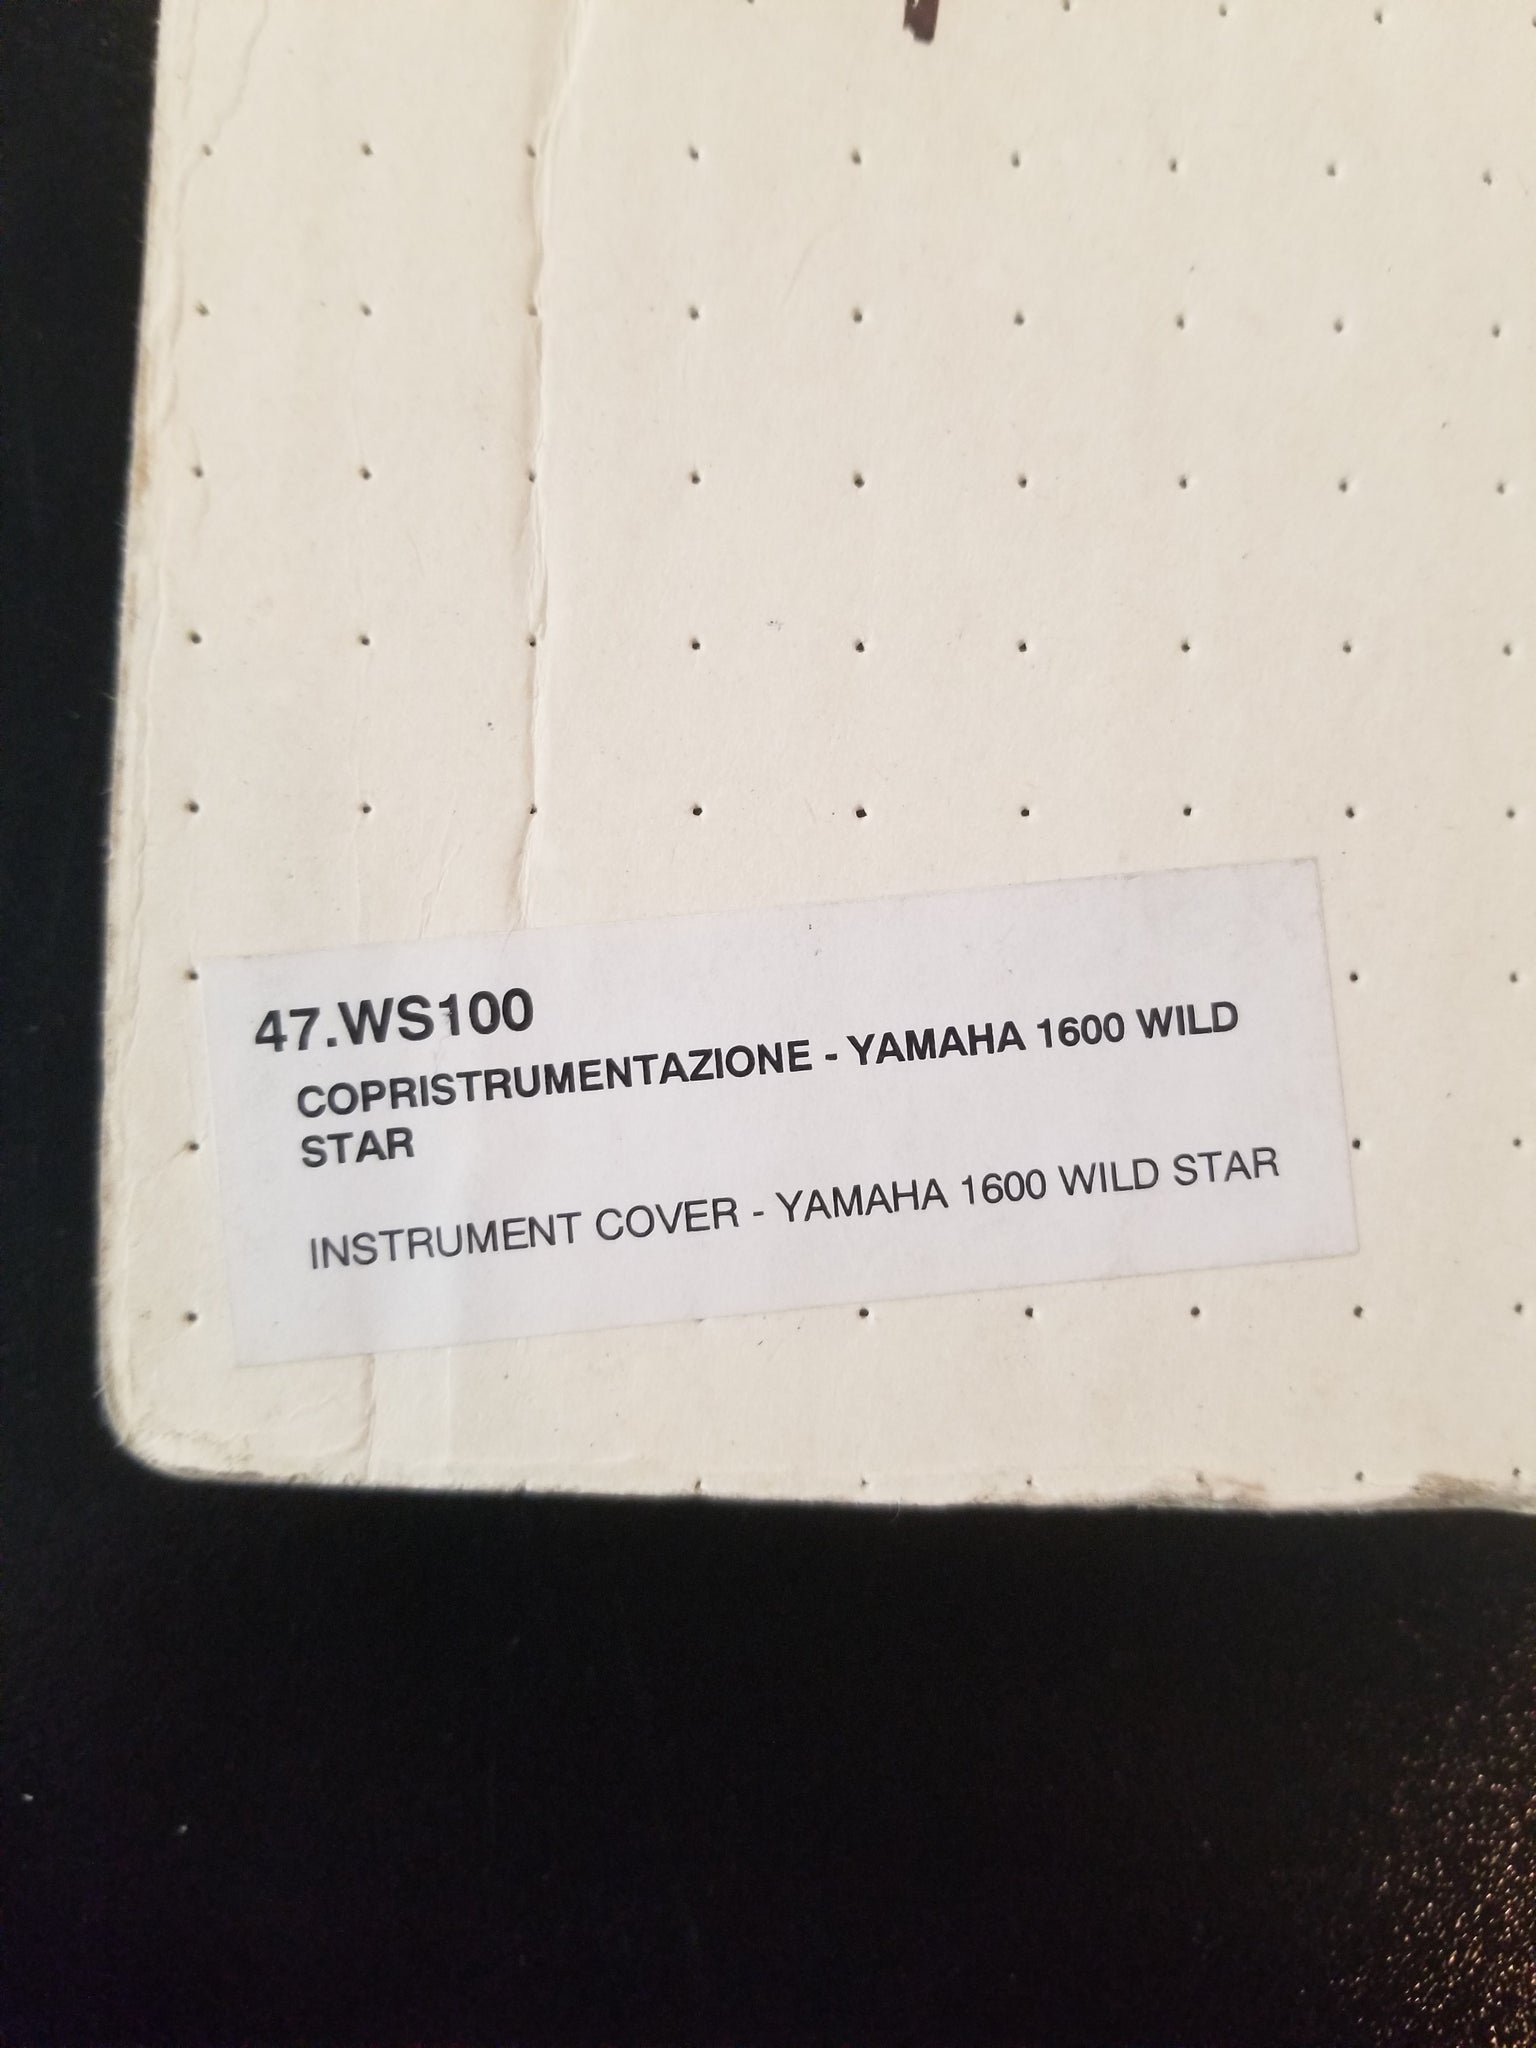 47.WS100
COPRISTRUMENTAZIONE - YAMAHA 1600 WILD
STAR
INSTRUMENT COVER - YAMAHA 1600 WILD STAR